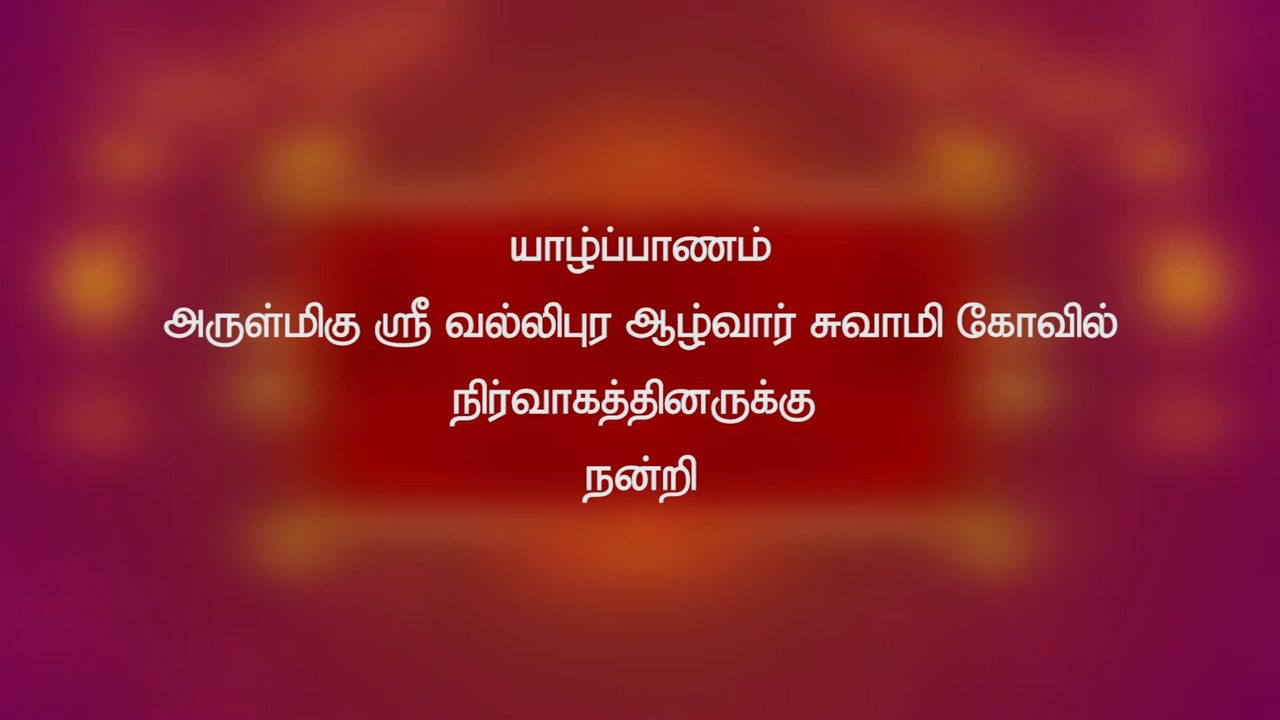 யாழ்ப்பாணம்
அருள்மிகு ஸ்ரீ வல்லிபுர ஆழ்வார் சுவாமி கோவில்
நிர்வாகத்தினருக்கு
நன்றி